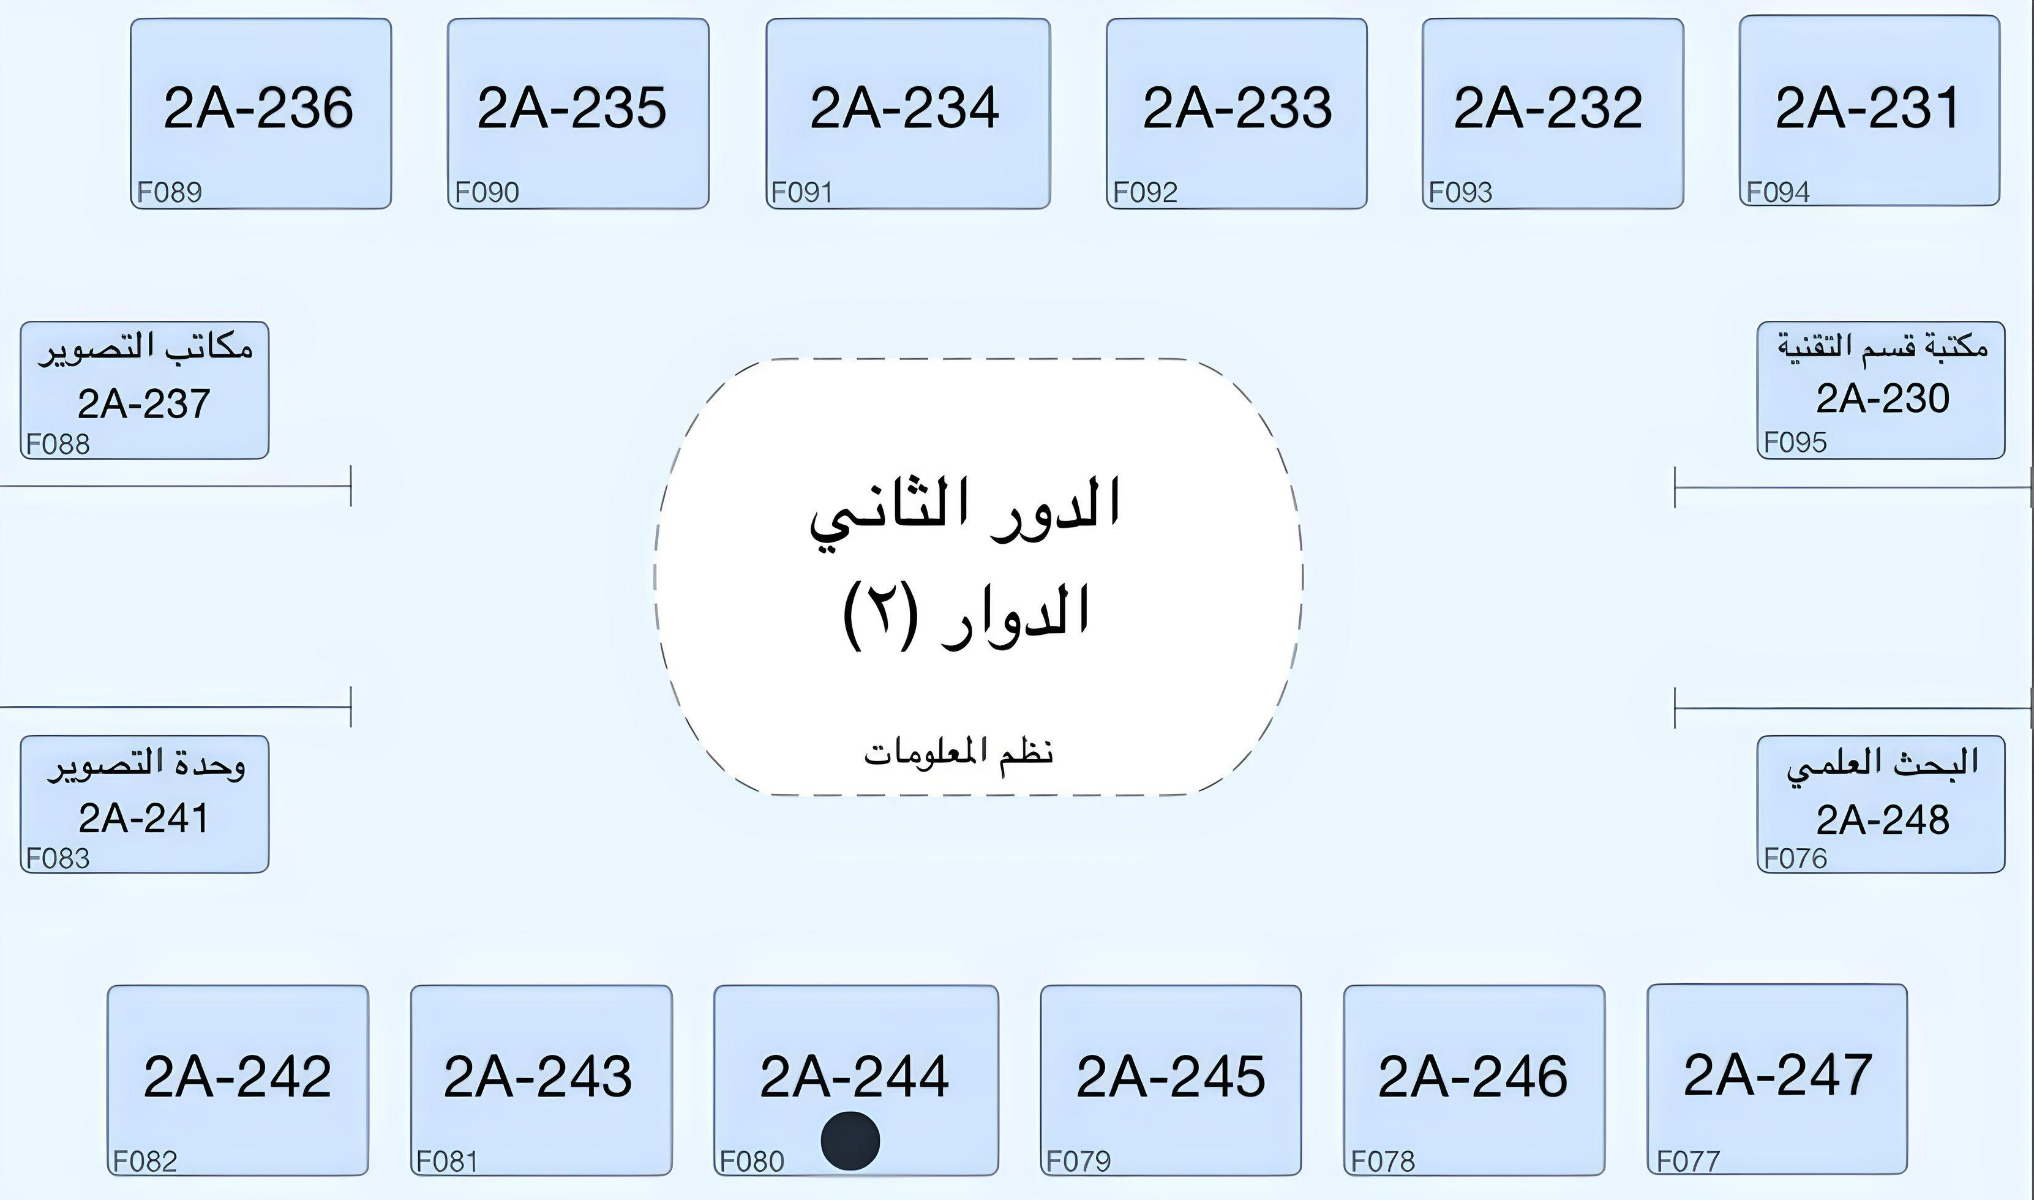 2A-236
F089
2A-235
F090
2A-234
F091
2A-233
F092
2A-232
F093
2A-231
F094
مكاتب التصوير
2A-237
F088
مكتبة قسم التقنية
2A-230
F095
الدور الثاني
الدوار (٢)
نظم المعلومات
وحدة التصوير
2A-241
F083
البحث العلمي
2A-248
F076
2A-242
F082
2A-243
F081
2A-244
F080
2A-245
F079
2A-246
F078
2A-247
F077